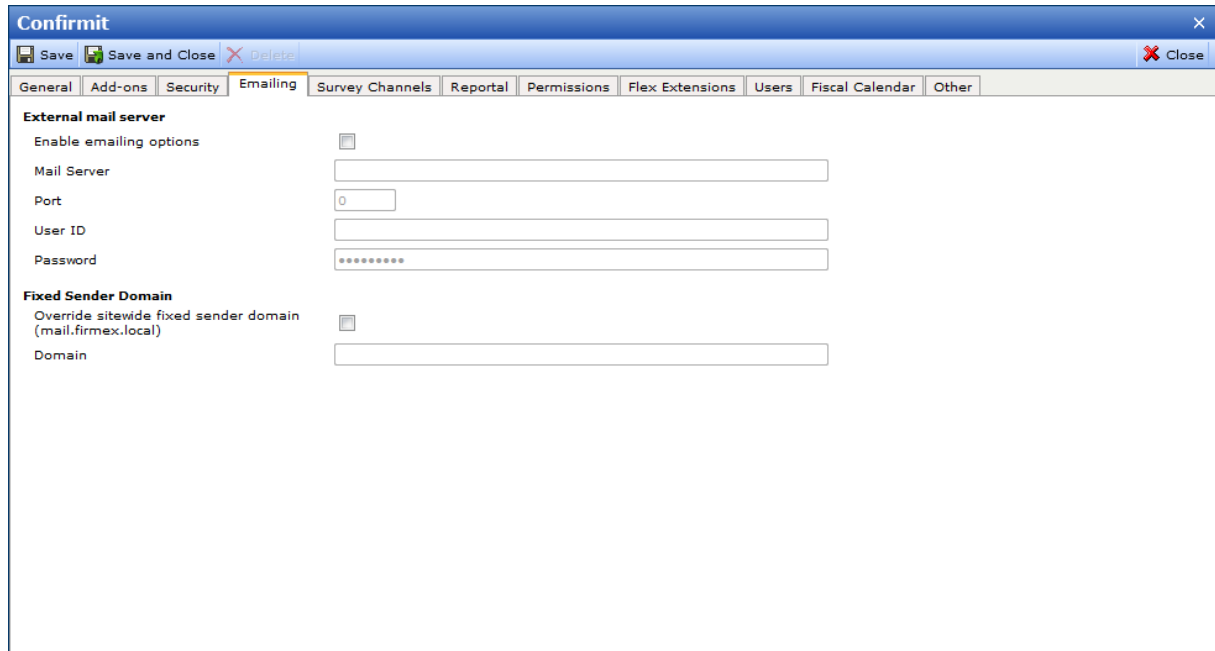 Confirmit
Save Save and Close Delete Close
General Add-ons Security Emailing Survey Channels Reportal Permissions Flex Extensions Users Fiscal Calendar Other
External mail server
Enable emailing options
Mail Server
Port 0
User ID
Password •••••••••
Fixed Sender Domain
Override sitewide fixed sender domain
(mail.firmex.local)
Domain